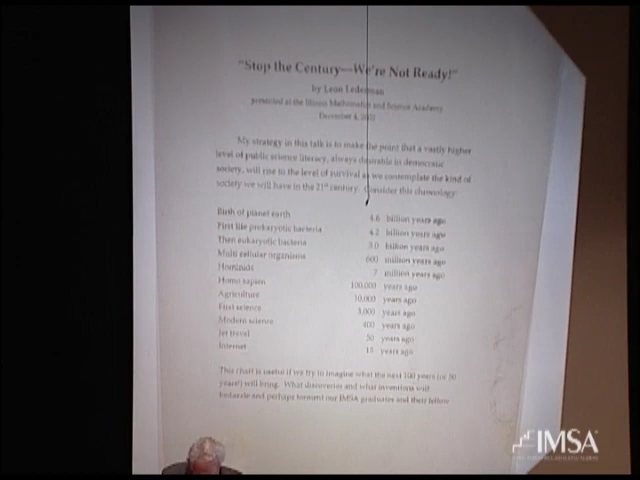 "Stop the Century—We're Not Ready!"
by Leon Lederman
presented at the Illinois Mathematics and Science Academy
December 4, 2002
My strategy in this talk is to make the point that a vastly higher
level of public science literacy, always desirable in democratic
society, will rise to the level of survival as we contemplate the kind of
society we will have in the 21st century. Consider this chronology:
Birth of planet earth 4.6 billion years ago
First life prokaryotic bacteria 4.2 billion years ago
Then eukaryotic bacteria 3.0 billion years ago
Multi cellular organisms 600 million years ago
Hominids 7 million years ago
Homo sapien 100,000 years ago
Agriculture 10,000 years ago
First science 3,000 years ago
Modern science 400 years ago
Jet travel 50 years ago
Internet 15 years ago
This chart is useful if we try to imagine what the next 100 years (or 50
years!) will bring. What discoveries and what inventions will
fantasize and perhaps torment our IMSA graduates and their fellow
IMSA